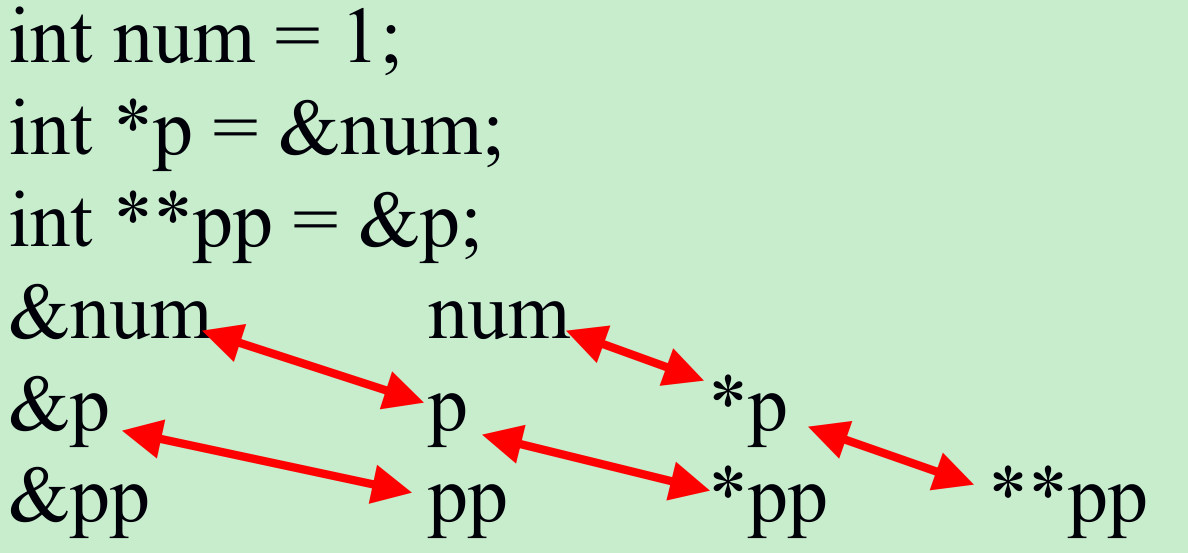 int num = 1;
int *p = &num;
int **pp = &p;
&num num
&p p *p
&pp pp *pp **pp